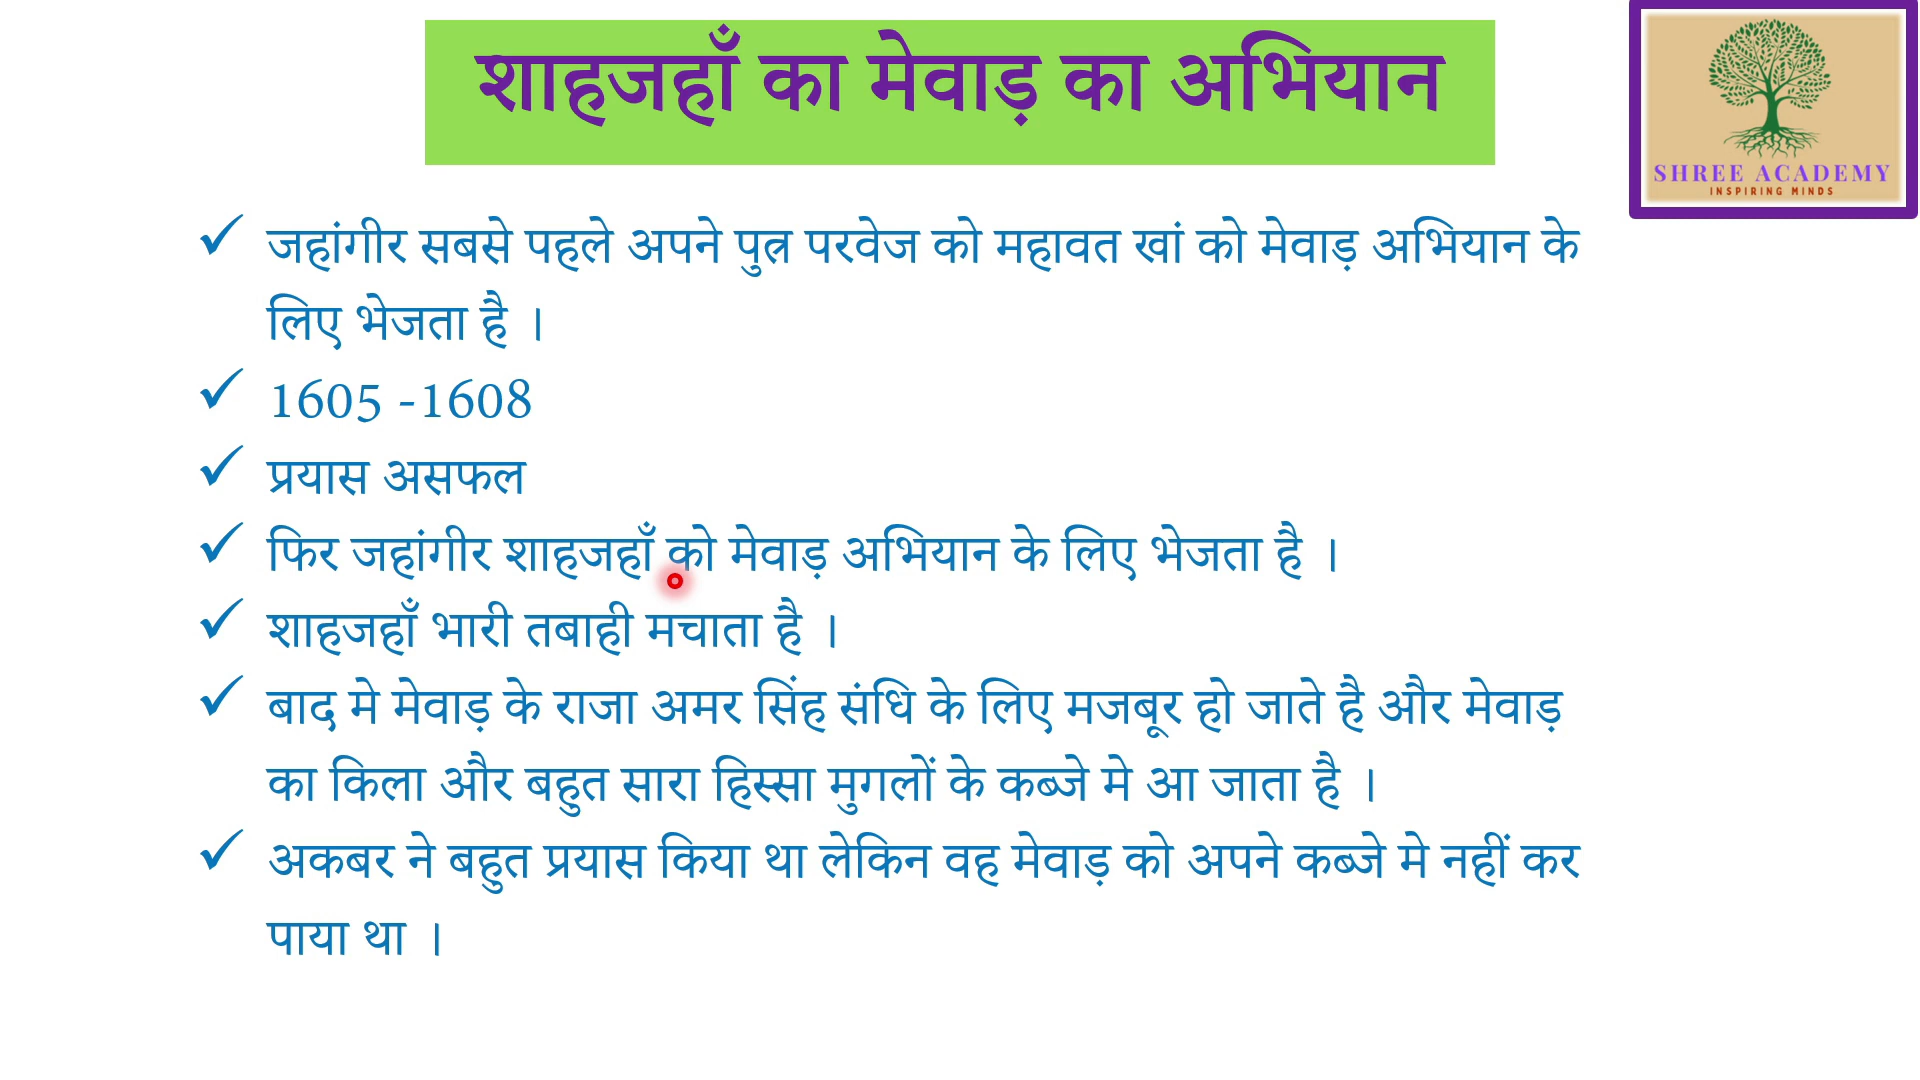 शाहजहाँ का मेवाड़ का अभियान
SHREE ACADEMY
INSPIRING MINDS
✓ जहांगीर सबसे पहले अपने पुत्र परवेज को महावत खां को मेवाड़ अभियान के
लिए भेजता है ।
✓ 1605 -1608
✓ प्रयास असफल
✓ फिर जहांगीर शाहजहाँ को मेवाड़ अभियान के लिए भेजता है ।
✓ शाहजहाँ भारी तबाही मचाता है ।
✓ बाद मे मेवाड़ के राजा अमर सिंह संधि के लिए मजबूर हो जाते है और मेवाड़
का किला और बहुत सारा हिस्सा मुगलों के कब्जे मे आ जाता है ।
✓ अकबर ने बहुत प्रयास किया था लेकिन वह मेवाड़ को अपने कब्जे मे नहीं कर
पाया था ।